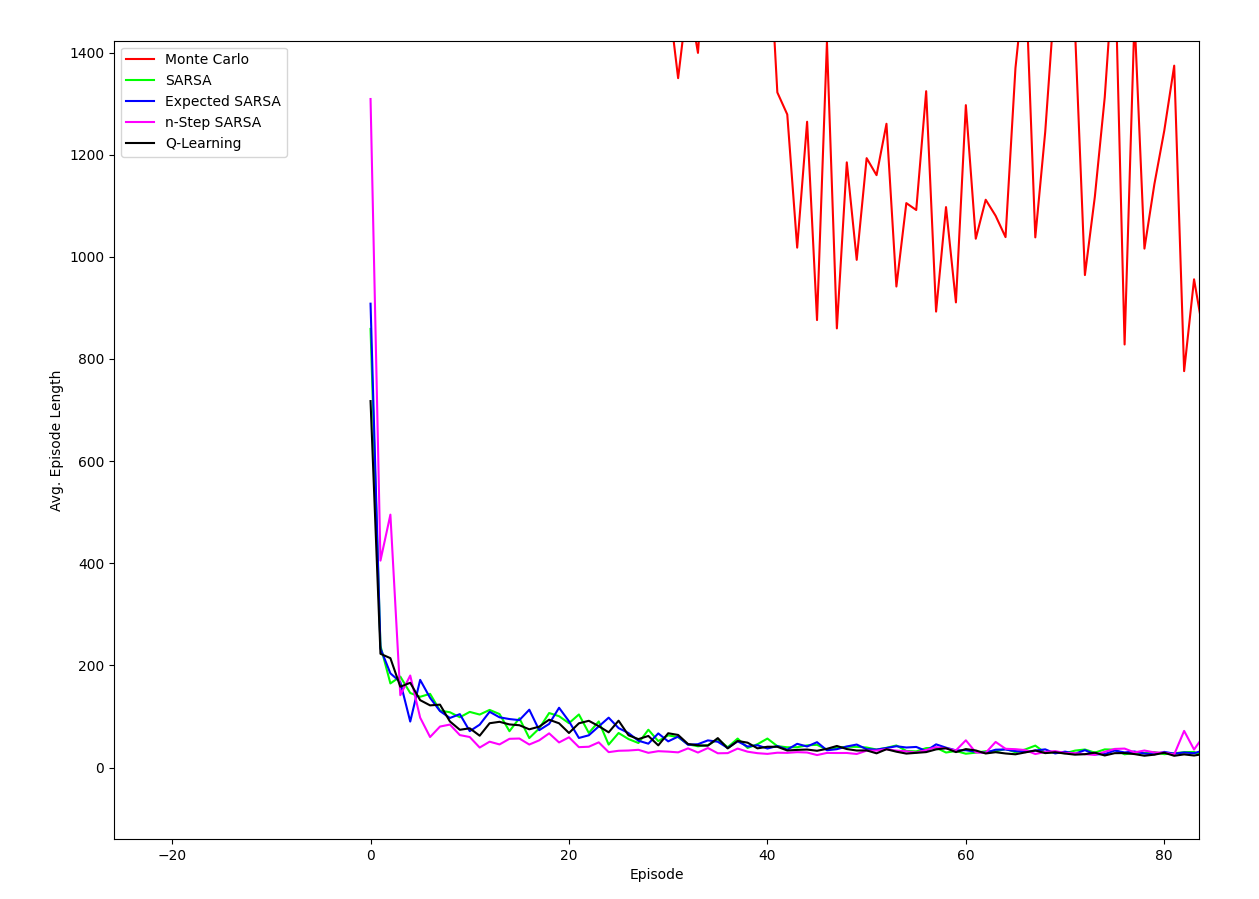 1400
1200
1000
800
600
400
200
0
Avg. Episode Length
Monte Carlo
SARSA
Expected SARSA
n-Step SARSA
Q-Learning
−20
0
20
40
60
80
Episode